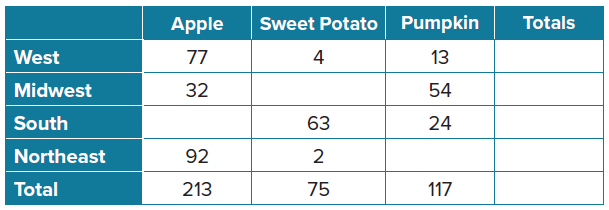 Apple Sweet Potato Pumpkin Totals
West 77 4 13
Midwest 32 54
South 63 24
Northeast 92 2
Total 213 75 117